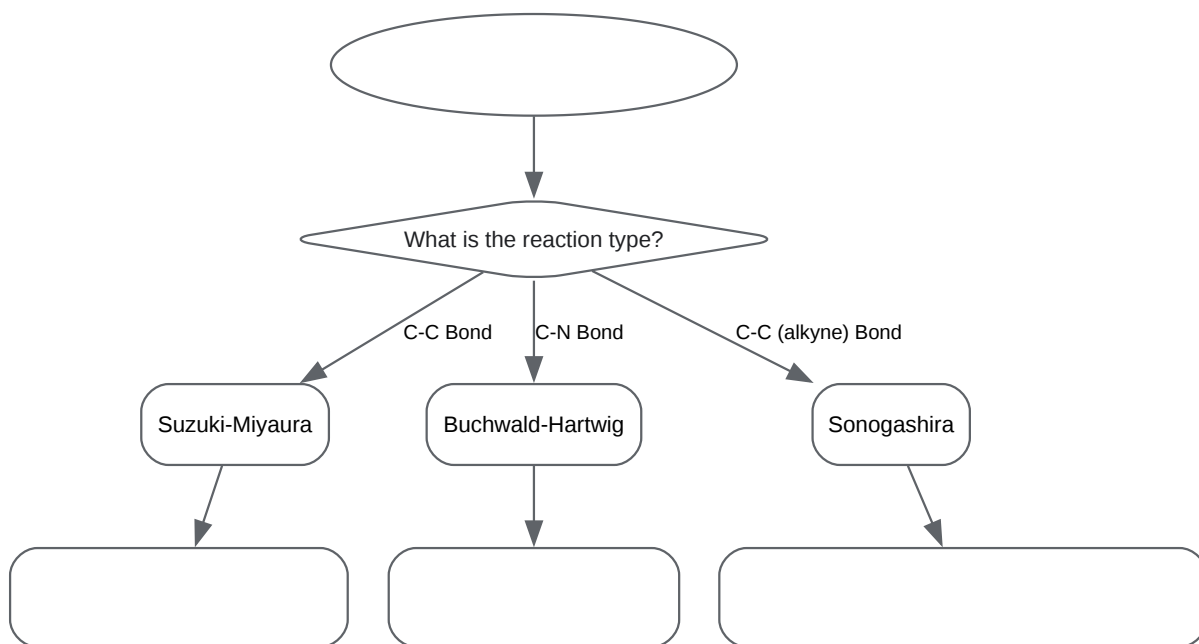 What is the reaction type?
C-C Bond
C-N Bond
C-C (alkyne) Bond
Suzuki-Miyaura
Buchwald-Hartwig
Sonogashira